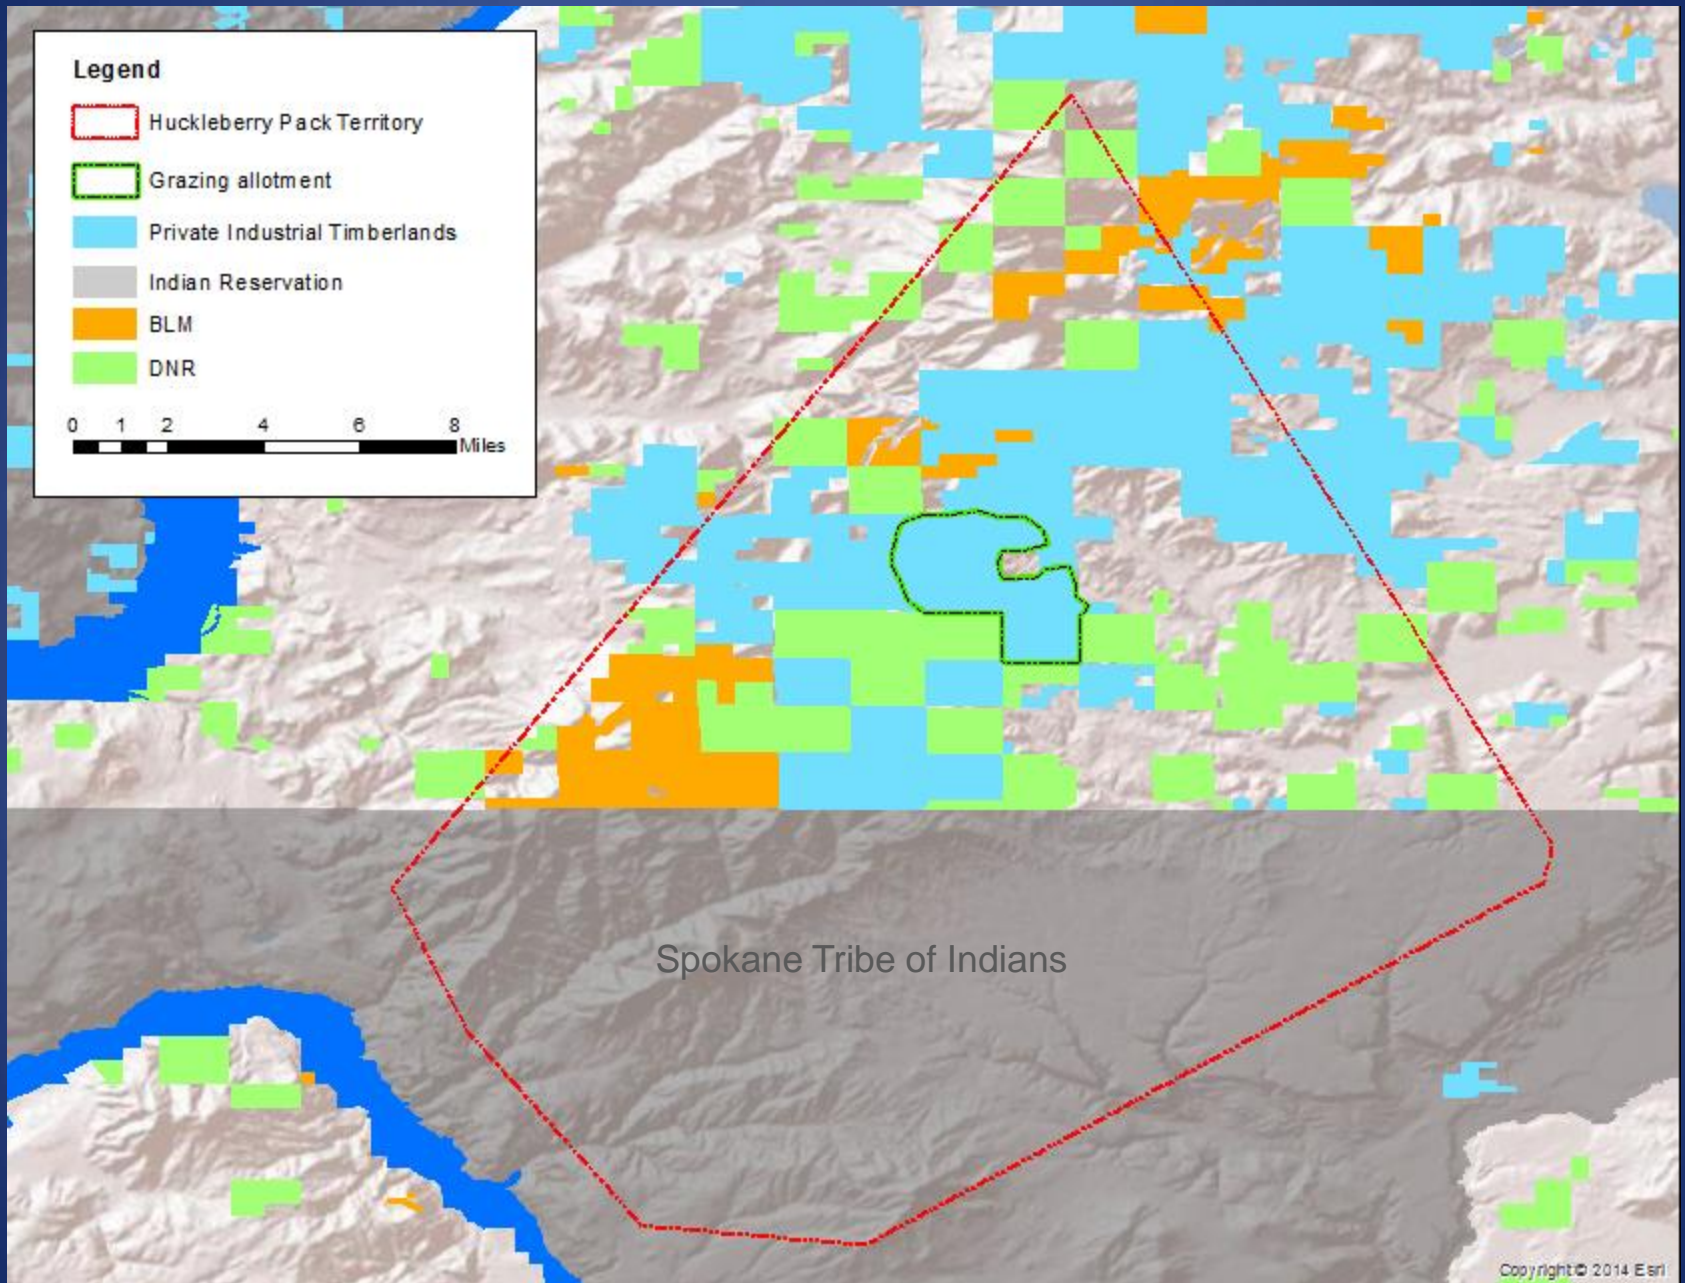 Legend
Huckleberry Pack Territory
Grazing allotment
Private Industrial Timberlands
Indian Reservation
BLM
DNR
0 1 2 4 6 8
Miles
Spokane Tribe of Indians
Copyright:© 2014 Esri